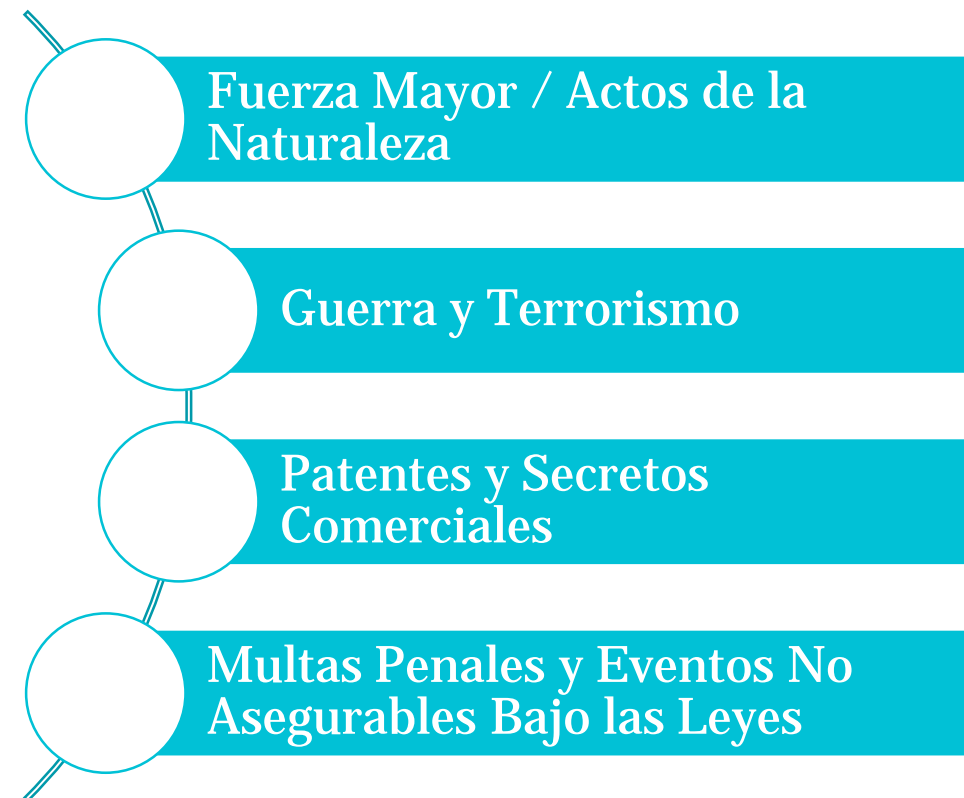 Fuerza Mayor / Actos de la
Naturaleza
Guerra y Terrorismo
Patentes y Secretos
Comerciales
Multas Penales y Eventos No
Asegurables Bajo las Leyes